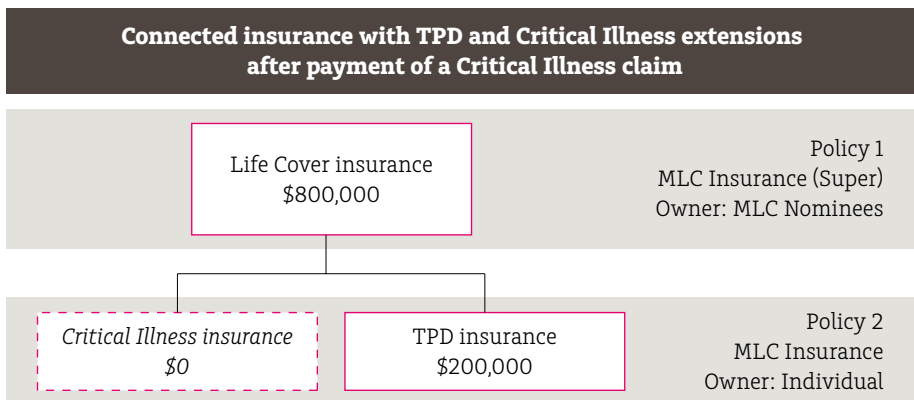 Connected insurance with TPD and Critical Illness extensions
after payment of a Critical Illness claim
Life Cover insurance
$800,000
Policy 1
MLC Insurance (Super)
Owner: MLC Nominees
Critical Illness insurance
$0
TPD insurance
$200,000
Policy 2
MLC Insurance
Owner: Individual